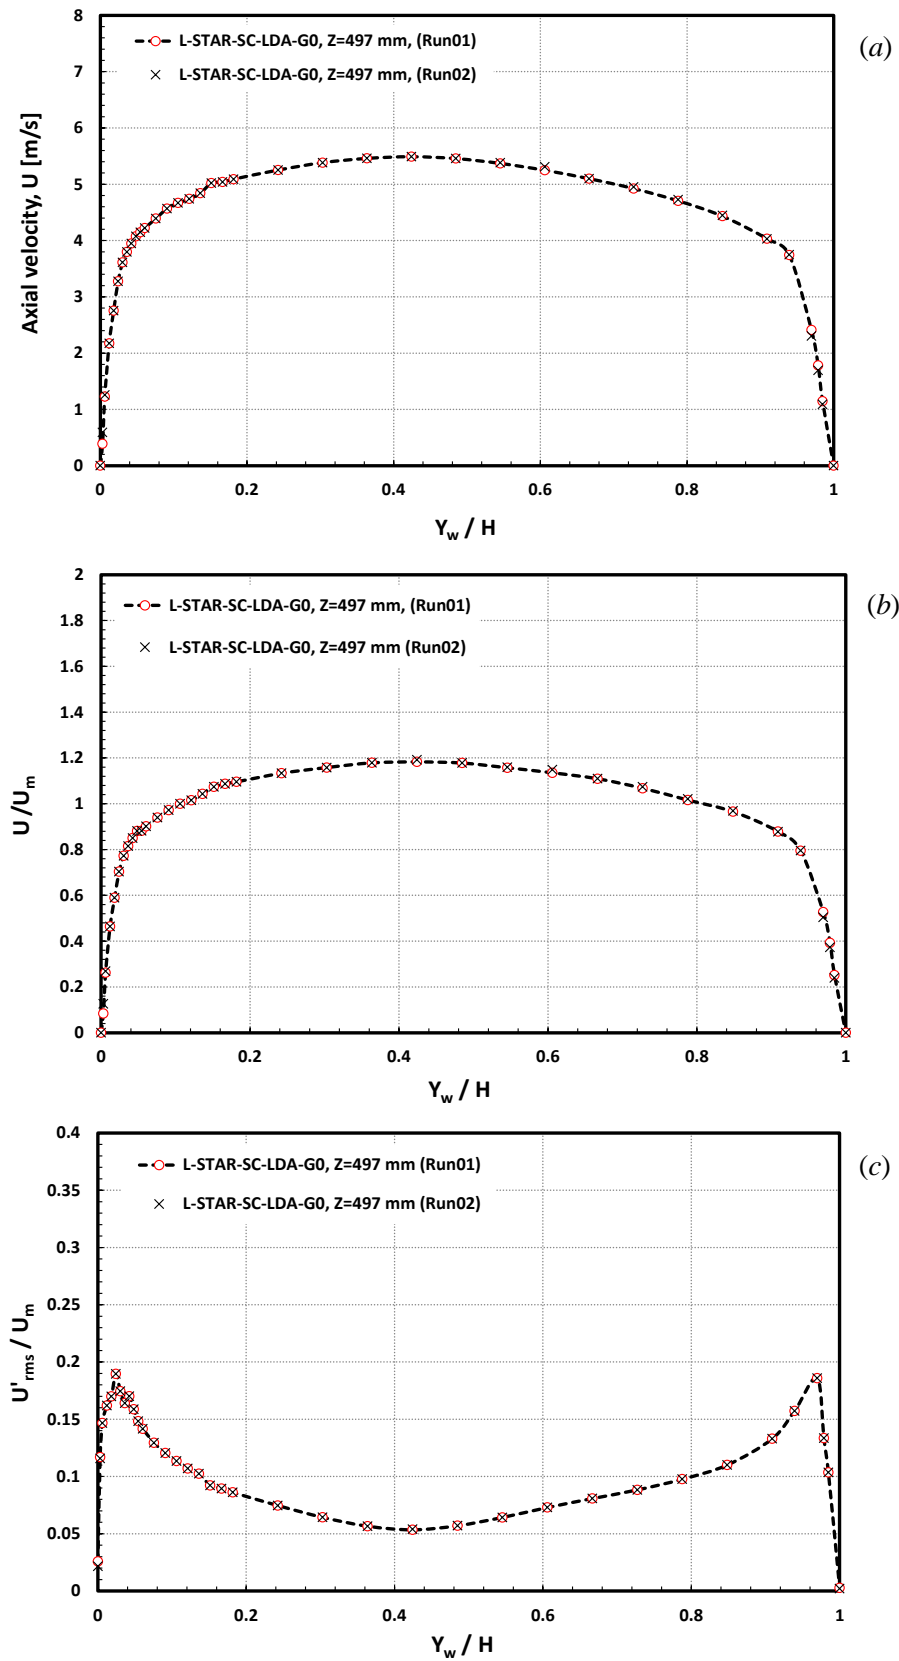 (a)
8
7
6
5
4
3
2
1
0
Axial velocity, U [m/s]
L-STAR-SC-LDA-G0, Z=497 mm, (Run01)
L-STAR-SC-LDA-G0, Z=497 mm, (Run02)
0 0.2 0.4 0.6 0.8 1
Yw / H
(b)
2
1.8
1.6
1.4
1.2
1
0.8
0.6
0.4
0.2
0
U /Um
L-STAR-SC-LDA-G0, Z=497 mm, (Run01)
L-STAR-SC-LDA-G0, Z=497 mm (Run02)
0 0.2 0.4 0.6 0.8 1
Yw / H
(c)
0.4
0.35
0.3
0.25
0.2
0.15
0.1
0.05
0
U'rms / Um
L-STAR-SC-LDA-G0, Z=497 mm (Run01)
L-STAR-SC-LDA-G0, Z=497 mm (Run02)
0 0.2 0.4 0.6 0.8 1
Yw / H